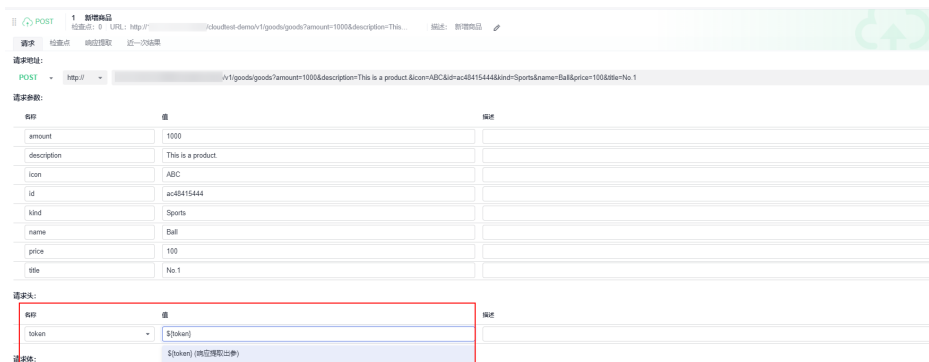 POST 1 新增商品
检查点: 0 URL: http://' /cloudtest-demo/v1/goods/goods?amount=1000&description=This... 描述: 新增商品
请求 检查点 响应提取 近一次结果
请求地址:
POST http:// /v1/goods/goods?amount=1000&description=This is a product.&icon=ABC&id=ac48415444&kind=Sports&name=Ball&price=100&title=No.1
请求参数:
名称 值 描述
amount 1000
description This is a product.
icon ABC
id ac48415444
kind Sports
name Ball
price 100
title No.1
请求头:
名称 值 描述
token ${token}
${token} (响应提取出参)
请求体: